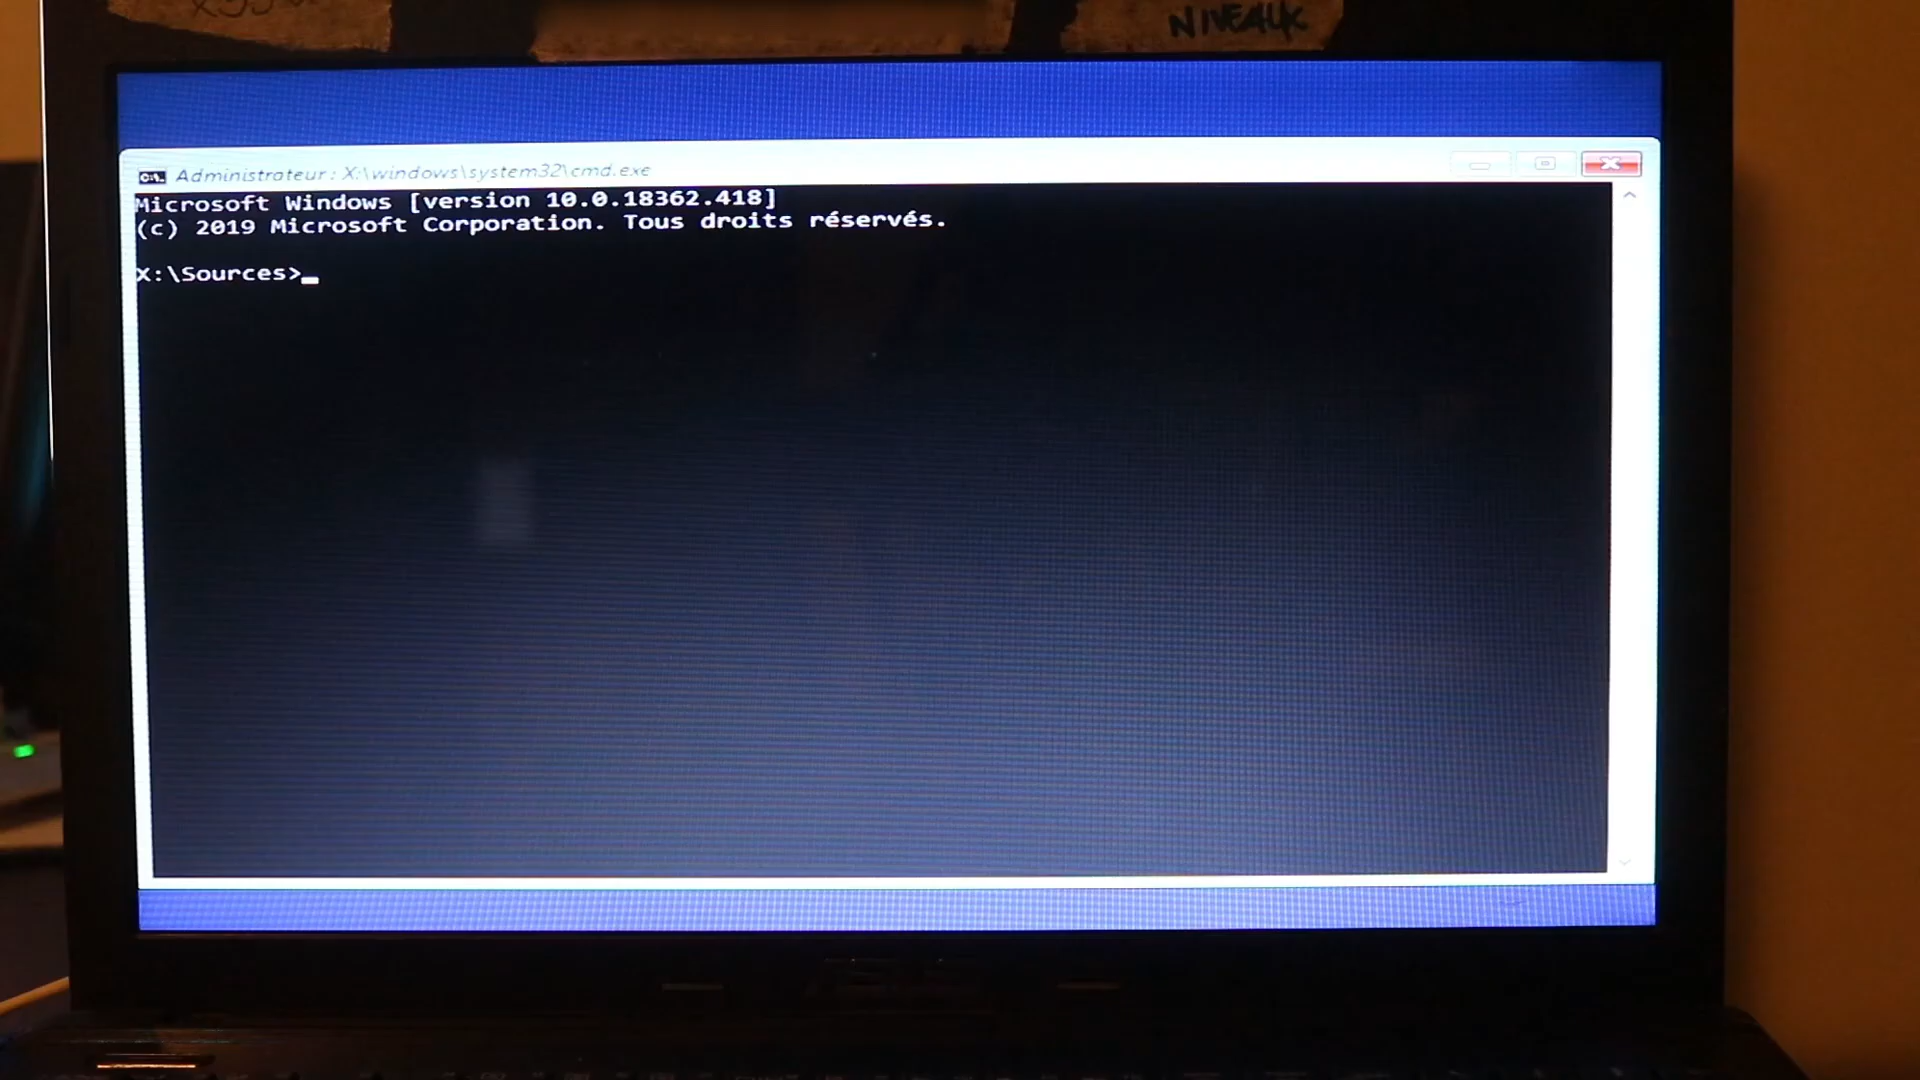 NIVEAUX
Administrateur : X:\windows\system32\cmd.exe
Microsoft Windows [version 10.0.18362.418]
(c) 2019 Microsoft Corporation. Tous droits réservés.
X:\Sources>